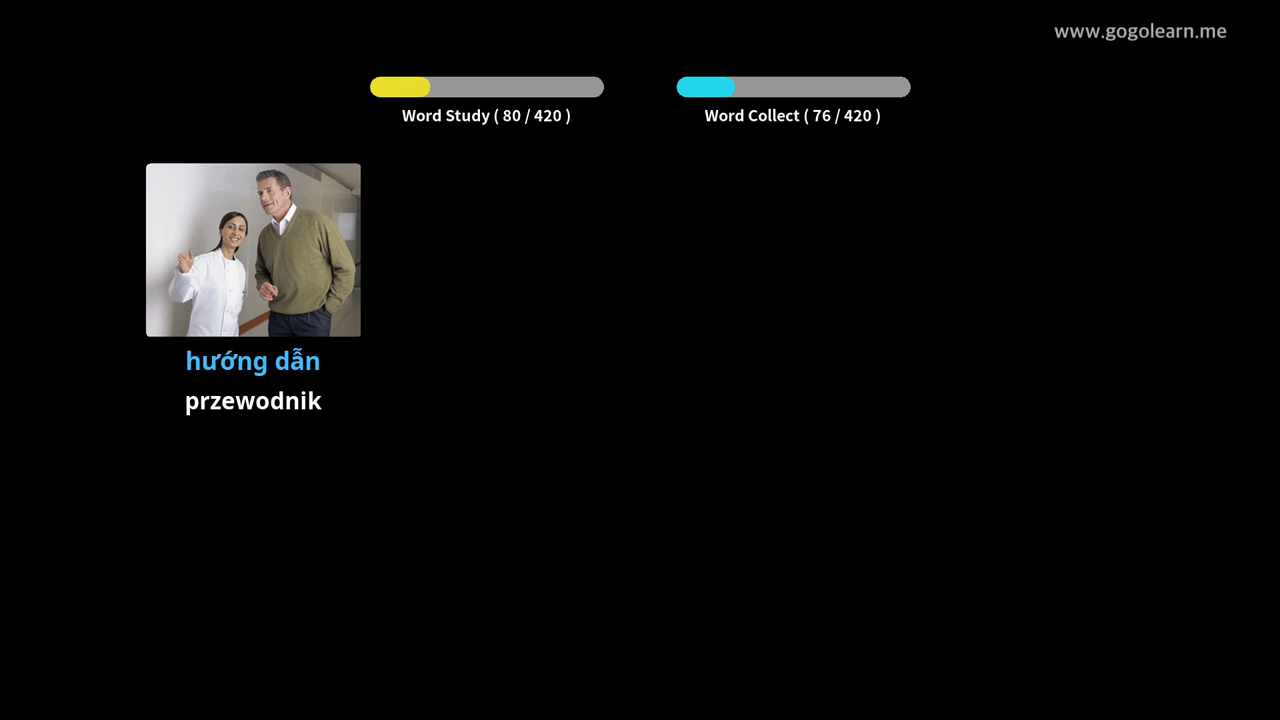 www.gogolearn.me
Word Study ( 80 / 420 )
Word Collect ( 76 / 420 )
hướng dẫn
przewodnik